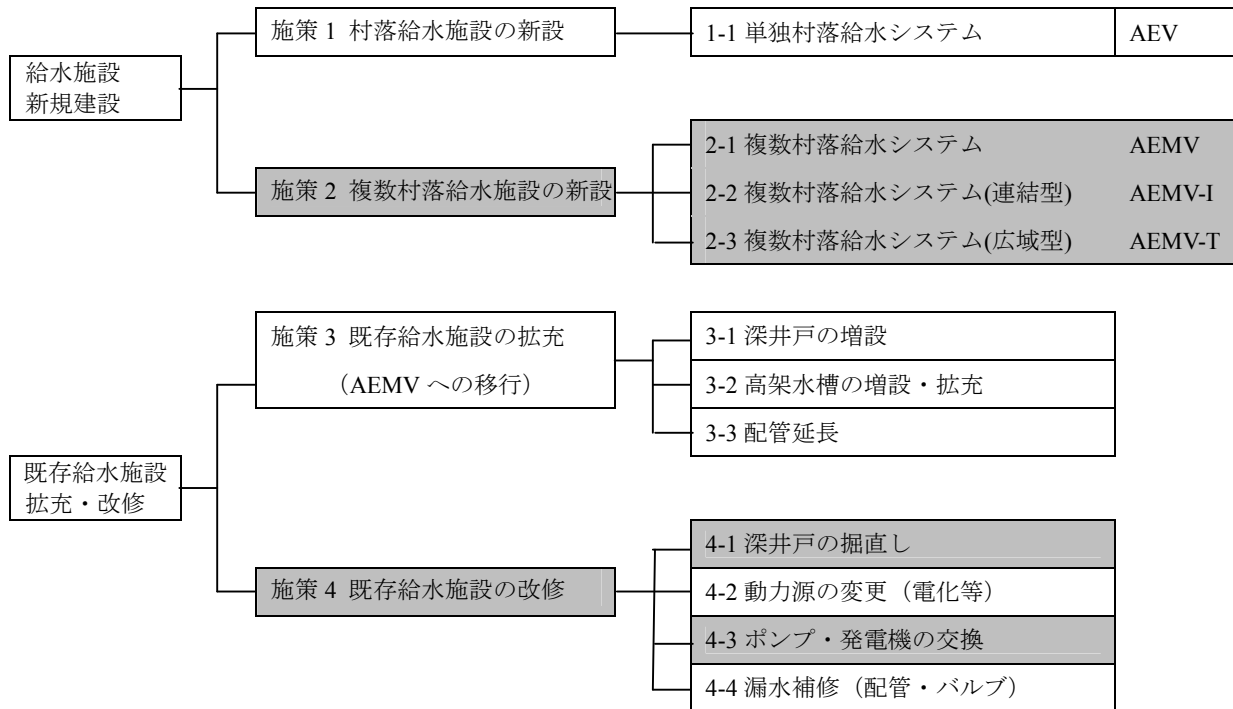 施策 1 村落給水施設の新設
1-1 単独村落給水システム AEV
給水施設
新規建設
2-1 複数村落給水システム AEMV
施策 2 複数村落給水施設の新設
2-2 複数村落給水システム(連結型) AEMV-I
2-3 複数村落給水システム(広域型) AEMV-T
施策 3 既存給水施設の拡充
（AEMV への移行）
3-1 深井戸の増設
3-2 高架水槽の増設・拡充
3-3 配管延長
既存給水施設
拡充・改修
4-1 深井戸の掘直し
施策 4 既存給水施設の改修
4-2 動力源の変更（電化等）
4-3 ポンプ・発電機の交換
4-4 漏水補修（配管・バルブ）